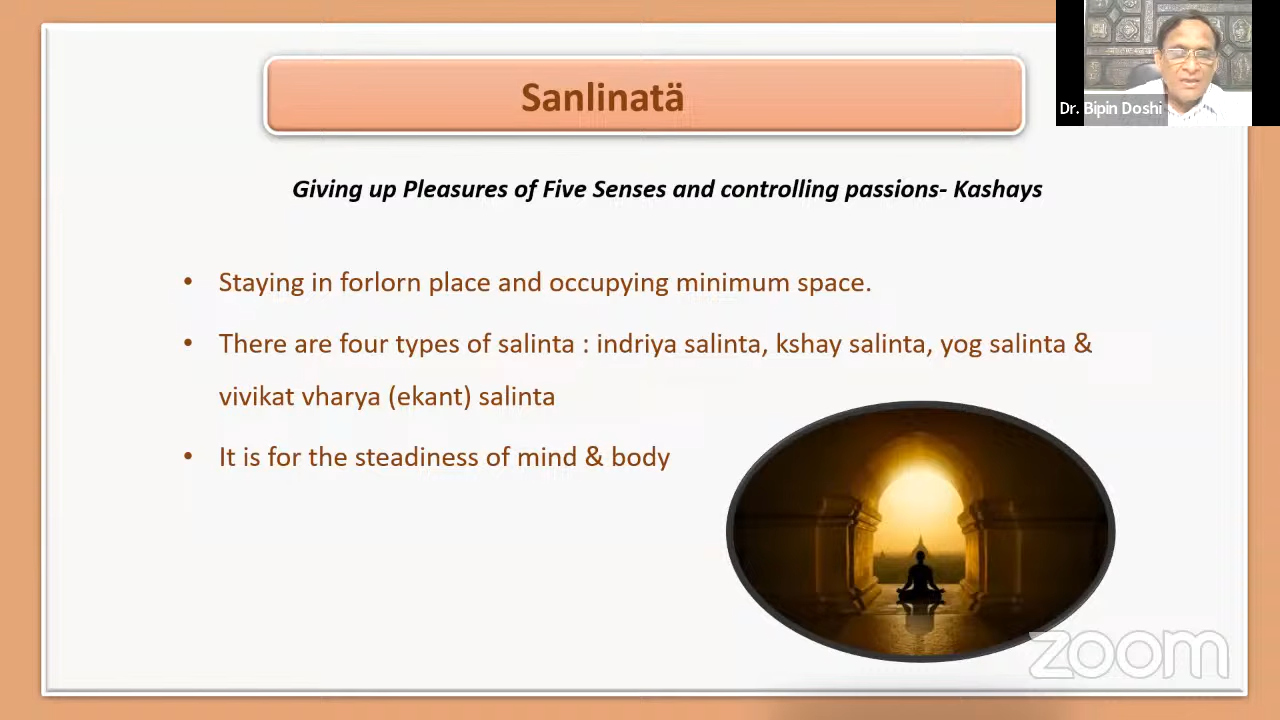 Sanlinatä
Dr. Bipin Doshi
Giving up Pleasures of Five Senses and controlling passions- Kashays
• Staying in forlorn place and occupying minimum space.
• There are four types of salinta : indriya salinta, kshay salinta, yog salinta &
vivikat vharya (ekant) salinta
• It is for the steadiness of mind & body
zoom